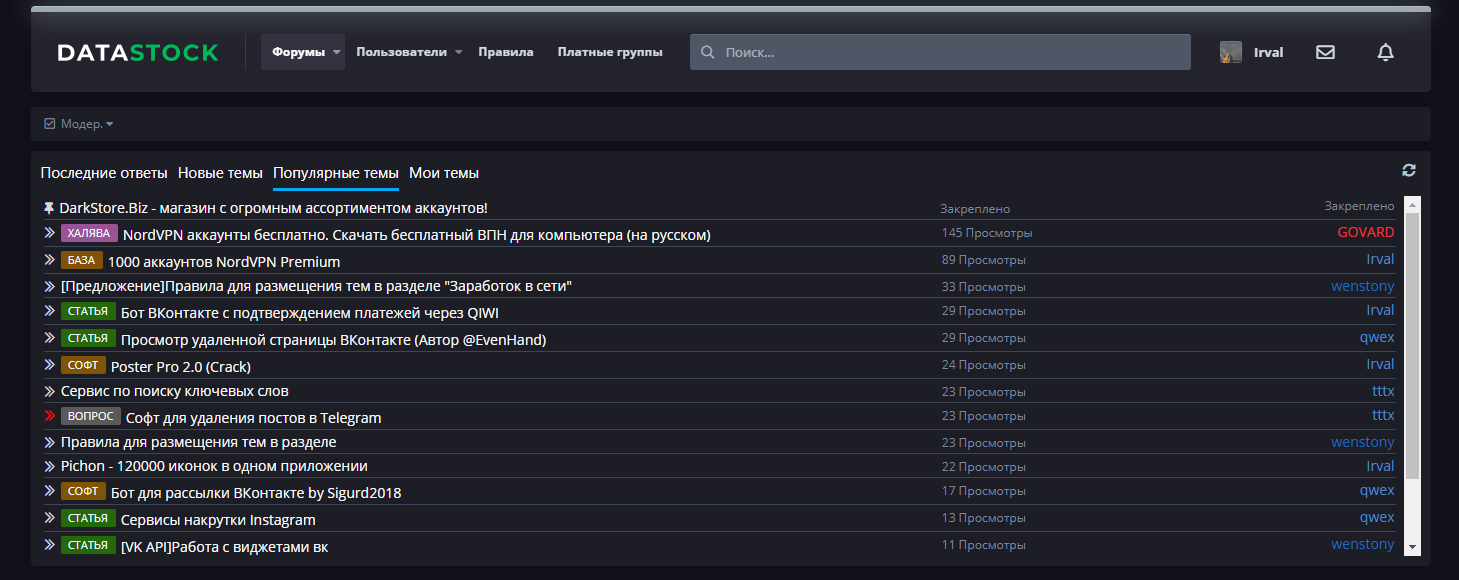 DATASTOCK Форумы Пользователи Правила Платные группы Поиск... Irval
Модер.
Последние ответы Новые темы Популярные темы Мои темы
DarkStore.Biz - магазин с огромным ассортиментом аккаунтов! Закреплено Закреплено
ХАЛЯВА NordVPN аккаунты бесплатно. Скачать бесплатный ВПН для компьютера (на русском) 145 Просмотры GOVARD
БАЗА 1000 аккаунтов NordVPN Premium 89 Просмотры Irval
[Предложение]Правила для размещения тем в разделе "Заработок в сети" 33 Просмотры wenstony
СТАТЬЯ Бот ВКонтакте с подтверждением платежей через QIWI 29 Просмотры Irval
СТАТЬЯ Просмотр удаленной страницы ВКонтакте (Автор @EvenHand) 29 Просмотры qwex
СОФТ Poster Pro 2.0 (Crack) 24 Просмотры Irval
Сервис по поиску ключевых слов 23 Просмотры tttx
ВОПРОС Софт для удаления постов в Telegram 23 Просмотры tttx
Правила для размещения тем в разделе 23 Просмотры wenstony
Pichon - 120000 иконок в одном приложении 22 Просмотры Irval
СОФТ Бот для рассылки ВКонтакте by Sigurd2018 17 Просмотры qwex
СТАТЬЯ Сервисы накрутки Instagram 13 Просмотры qwex
СТАТЬЯ [VK API]Работа с виджетами вк 11 Просмотры wenstony